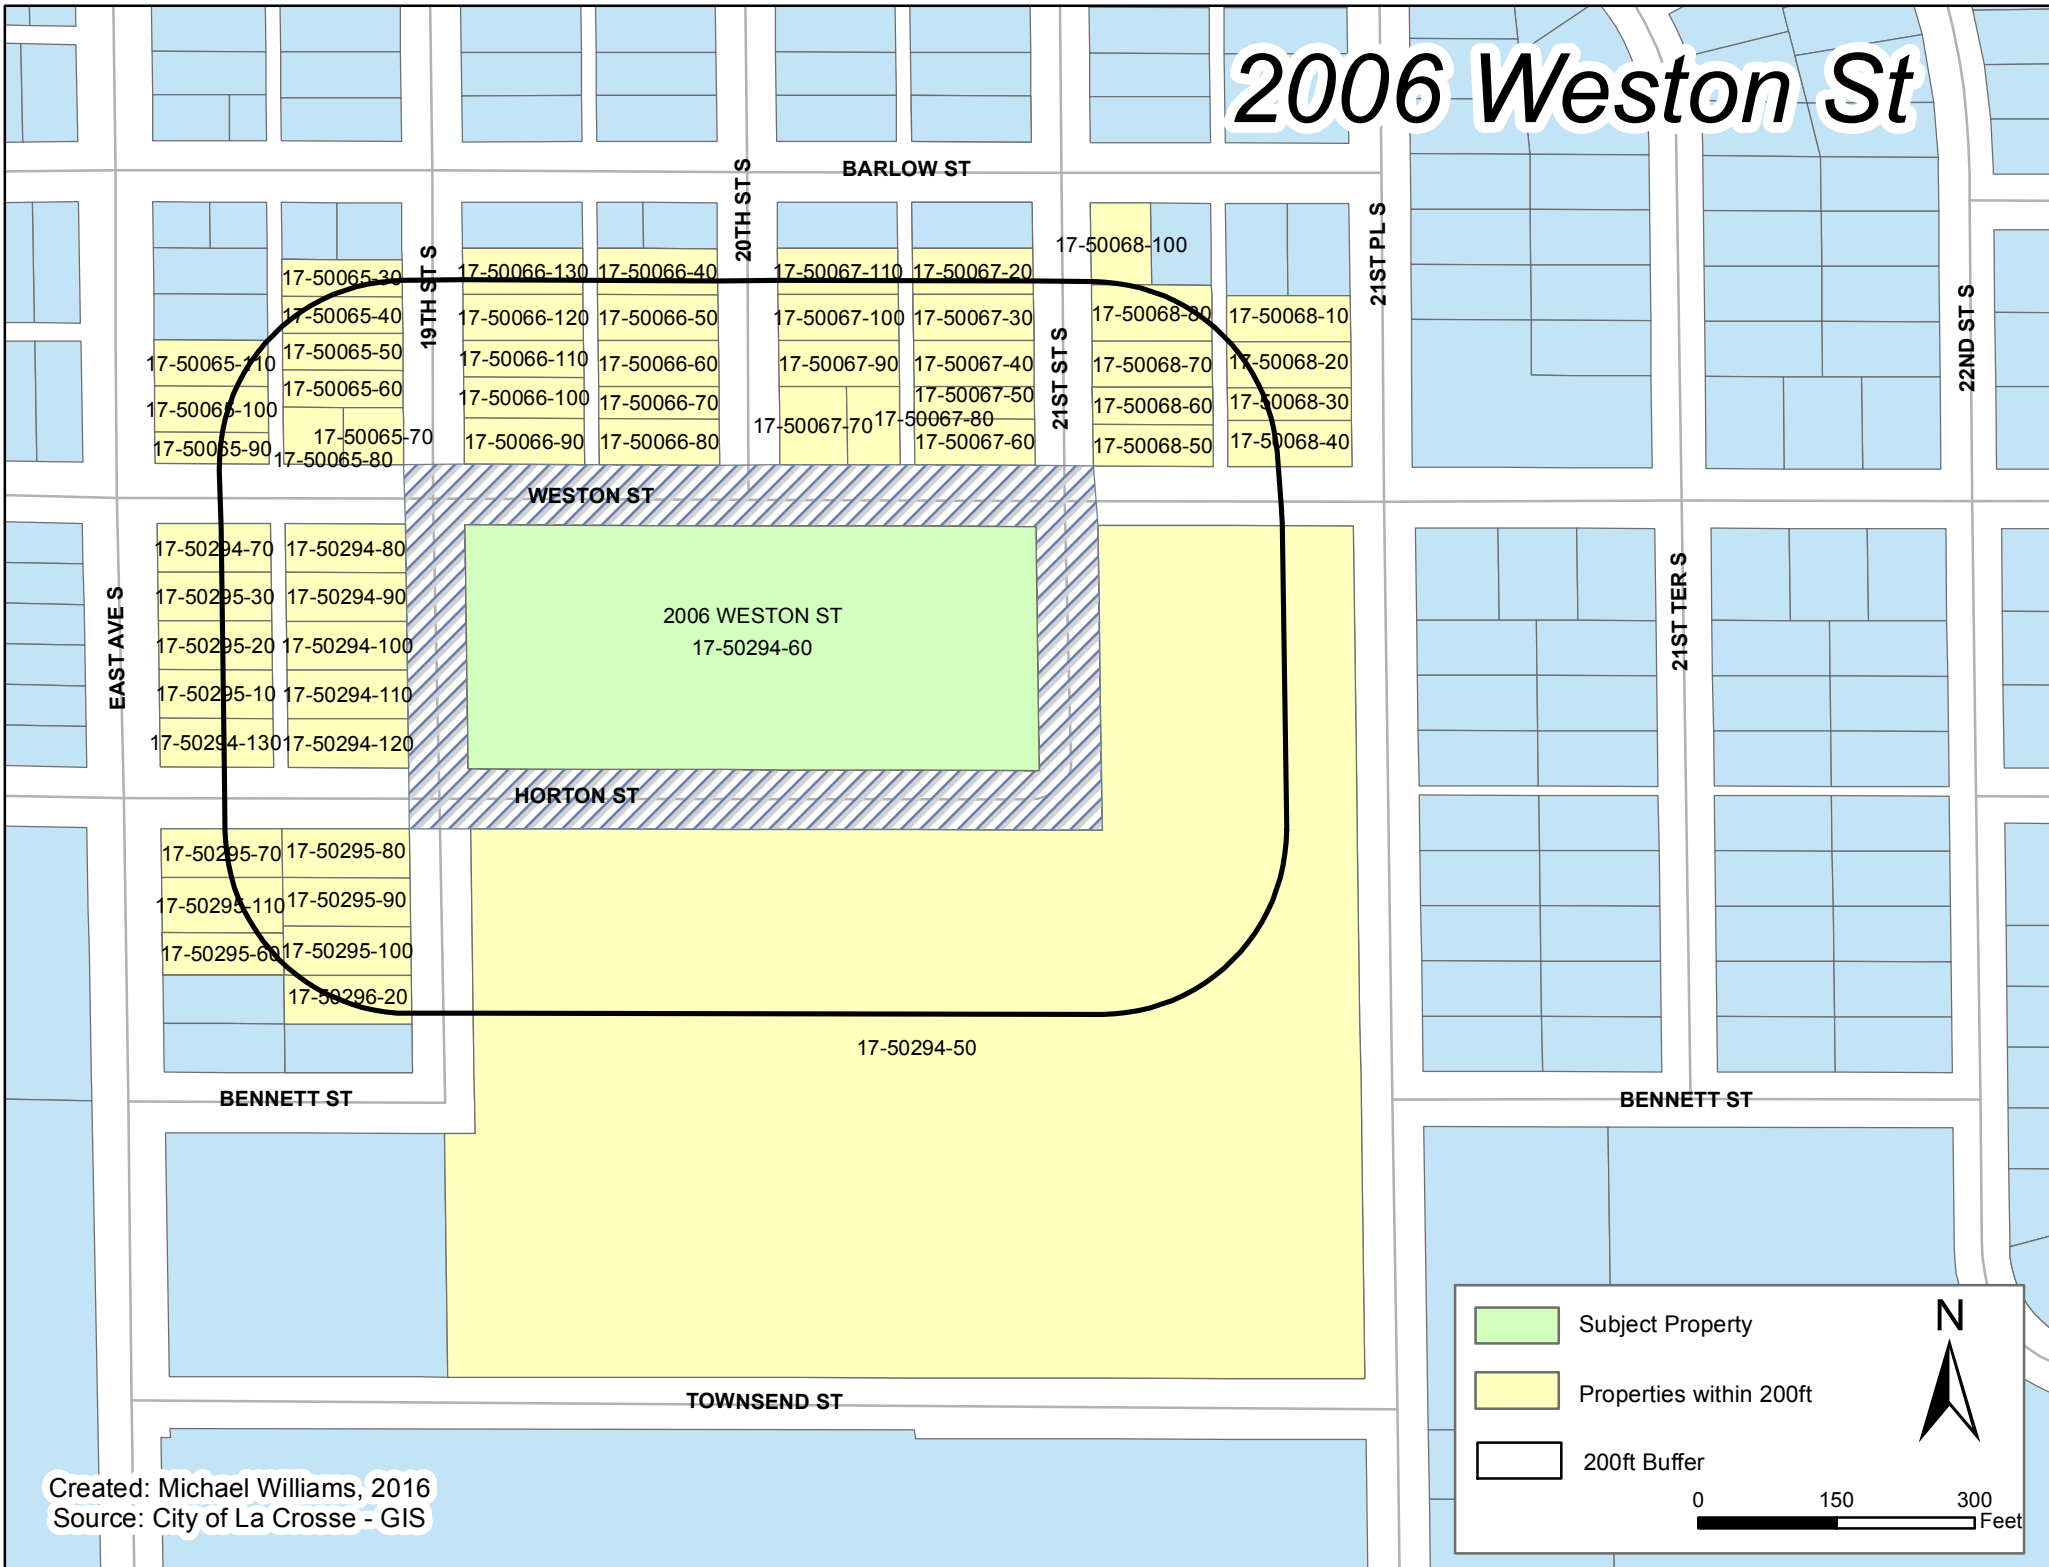 2006 Weston St
BARLOW ST
20TH ST S
19TH ST S
21ST ST S
21ST PL S
22ND ST S
17-50068-100
17-50065-30
17-50066-130
17-50066-40
17-50067-110
17-50067-20
17-50065-40
17-50066-120
17-50066-50
17-50067-100
17-50067-30
17-50068-80
17-50068-10
17-50065-110
17-50065-50
17-50066-110
17-50066-60
17-50067-90
17-50067-40
17-50068-70
17-50068-20
17-50065-60
17-50066-100
17-50066-70
17-50067-50
17-50068-60
17-50068-30
17-50065-100
17-50065-70
17-50067-70
17-50067-80
17-50065-90
17-50065-80
17-50066-90
17-50066-80
17-50067-60
17-50068-50
17-50068-40
WESTON ST
17-50294-70
17-50294-80
17-50295-30
17-50294-90
2006 WESTON ST
17-50294-60
EAST AVE S
21ST TER S
17-50295-20
17-50294-100
17-50295-10
17-50294-110
17-50294-130
17-50294-120
HORTON ST
17-50295-70
17-50295-80
17-50295-110
17-50295-90
17-50295-60
17-50295-100
17-50296-20
17-50294-50
BENNETT ST
BENNETT ST
TOWNSEND ST
Subject Property
Properties within 200ft
200ft Buffer
N
0 150 300
Feet
Created: Michael Williams, 2016
Source: City of La Crosse - GIS